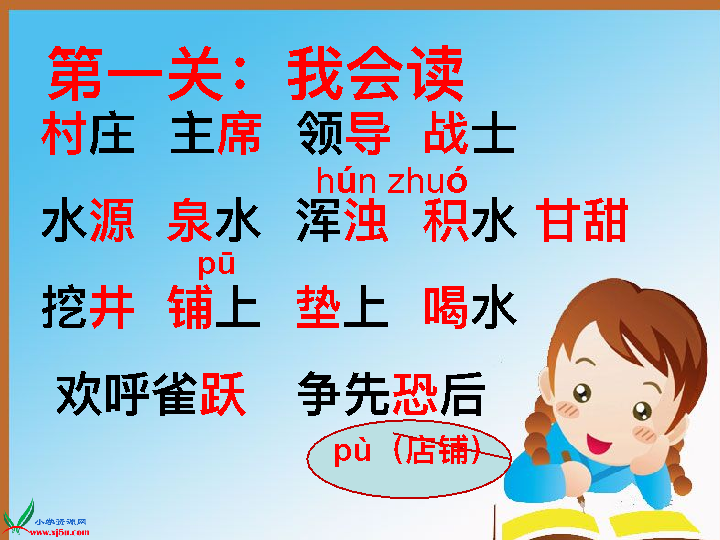 第一关：我会读
村庄 主席 领导 战士
hún zhuó
水源 泉水 浑浊 积水 甘甜
pū
挖井 铺上 垫上 喝水
欢呼雀跃 争先恐后
pù（店铺）
小学资源网
www.xj5u.com